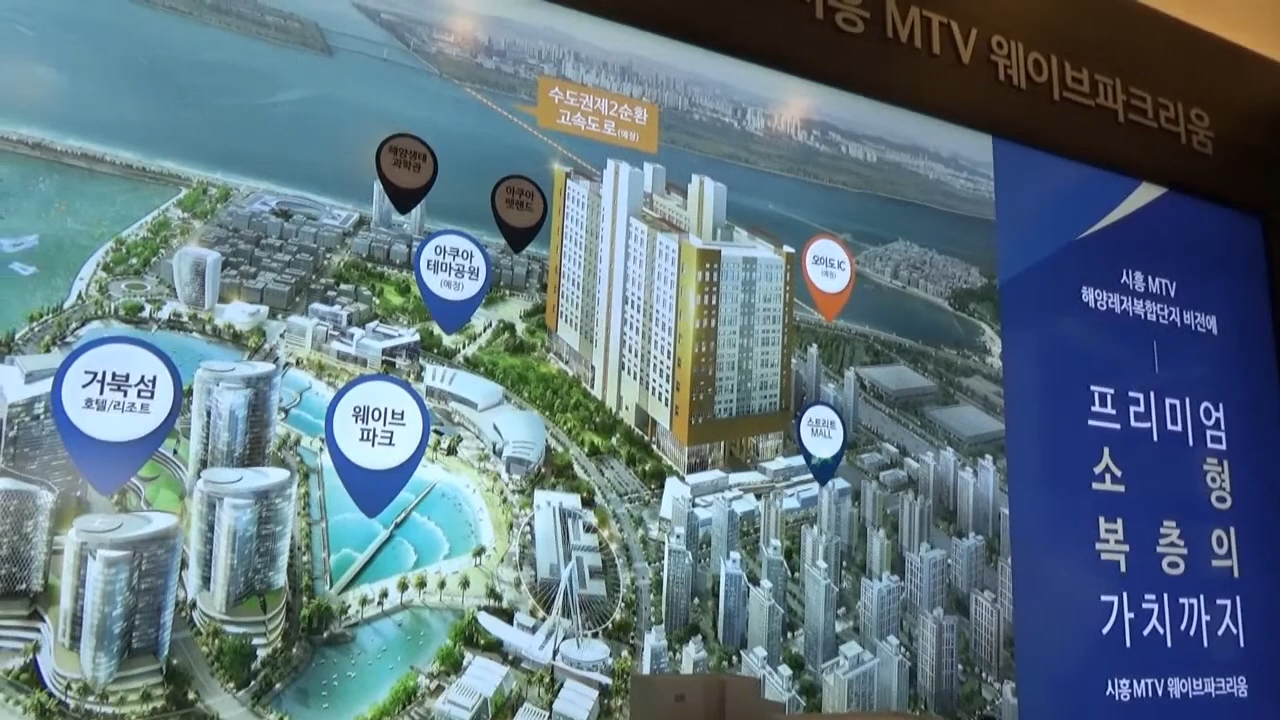 시흥 MTV 웨이브파크리움
수도권제2순환
고속도로(예정)
해양생태
과학관
아쿠아
펫랜드
아쿠아
테마공원
(예정)
오이도IC
(예정)
거북섬
호텔/리조트
웨이브
파크
스트리트
MALL
시흥 MTV
해양레저복합단지 비전에
프리미엄
소 형
복 층 의
가치까지
시흥 MTV 웨이브파크리움